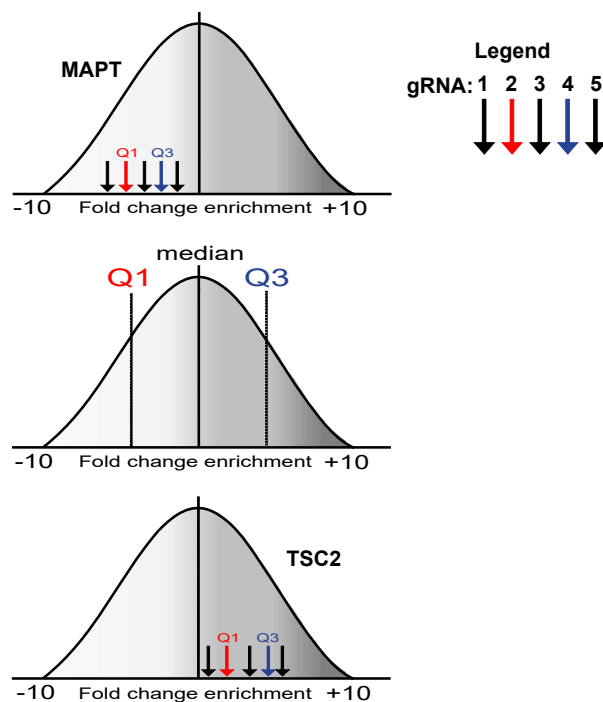 MAPT
Q1 Q3
-10 Fold change enrichment +10
Legend
gRNA: 1 2 3 4 5
median
Q1 Q3
-10 Fold change enrichment +10
TSC2
Q1 Q3
-10 Fold change enrichment +10